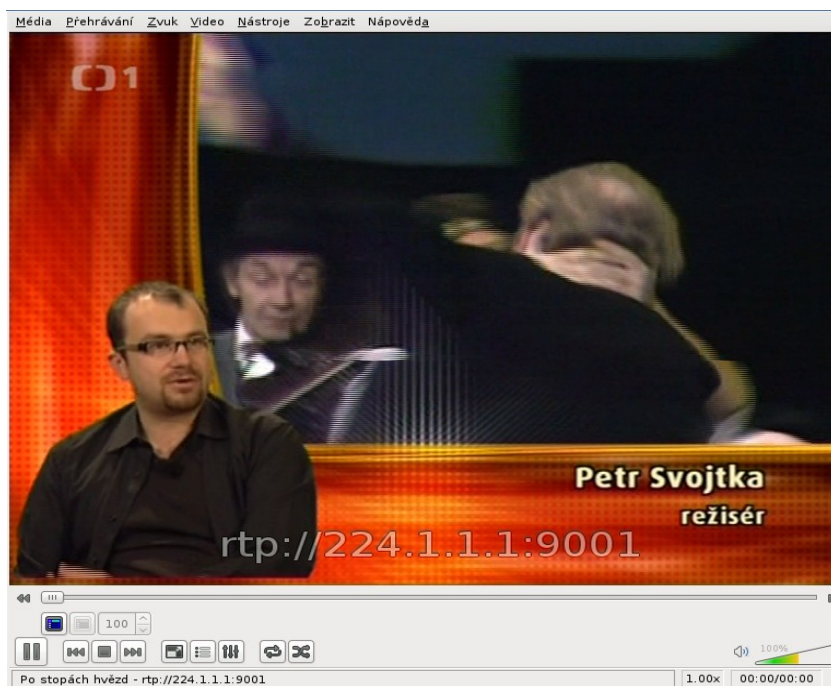 Média Přehrávání Zvuk Video Nástroje Zobrazit Nápověda
1
Petr Svojtka
režisér
rtp://224.1.1.1:9001
100
100%
Po stopách hvězd - rtp://224.1.1.1:9001 1.00x 00:00/00:00